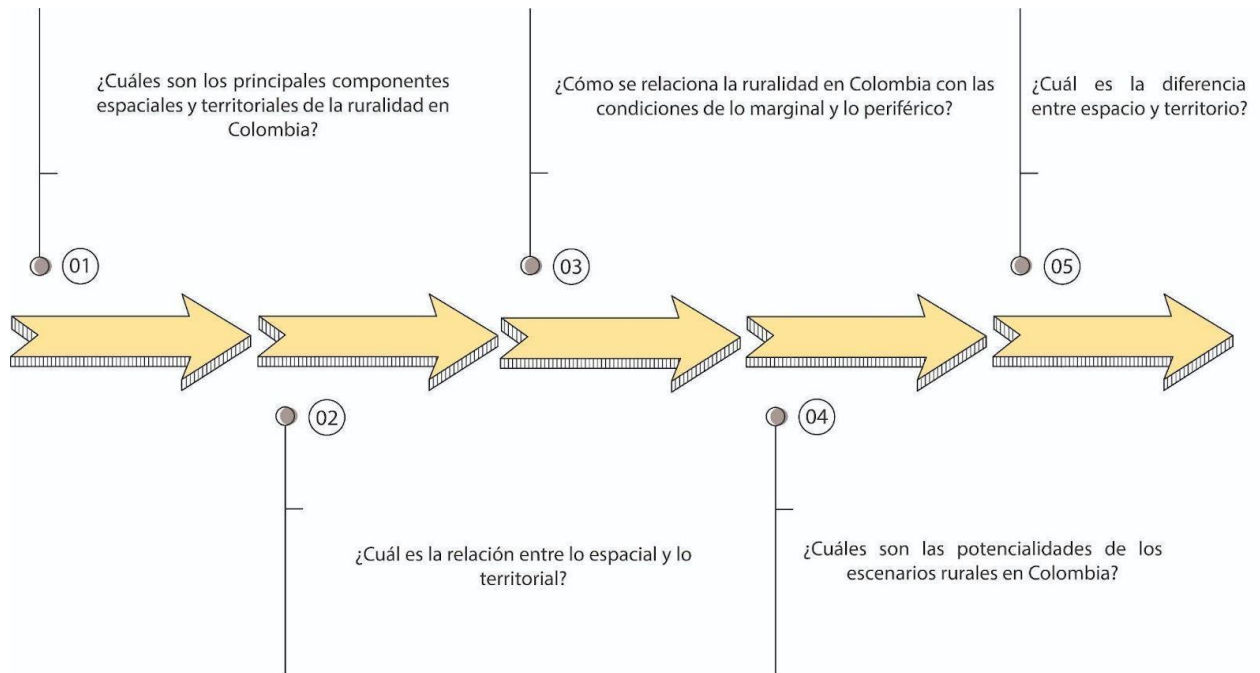 ¿Cuáles son los principales componentes
espaciales y territoriales de la ruralidad en
Colombia?
01
02
¿Cuál es la relación entre lo espacial y lo
territorial?
¿Cómo se relaciona la ruralidad en Colombia con las
condiciones de lo marginal y lo periférico?
03
04
¿Cuáles son las potencialidades de los
escenarios rurales en Colombia?
¿Cuál es la diferencia
entre espacio y territorio?
05